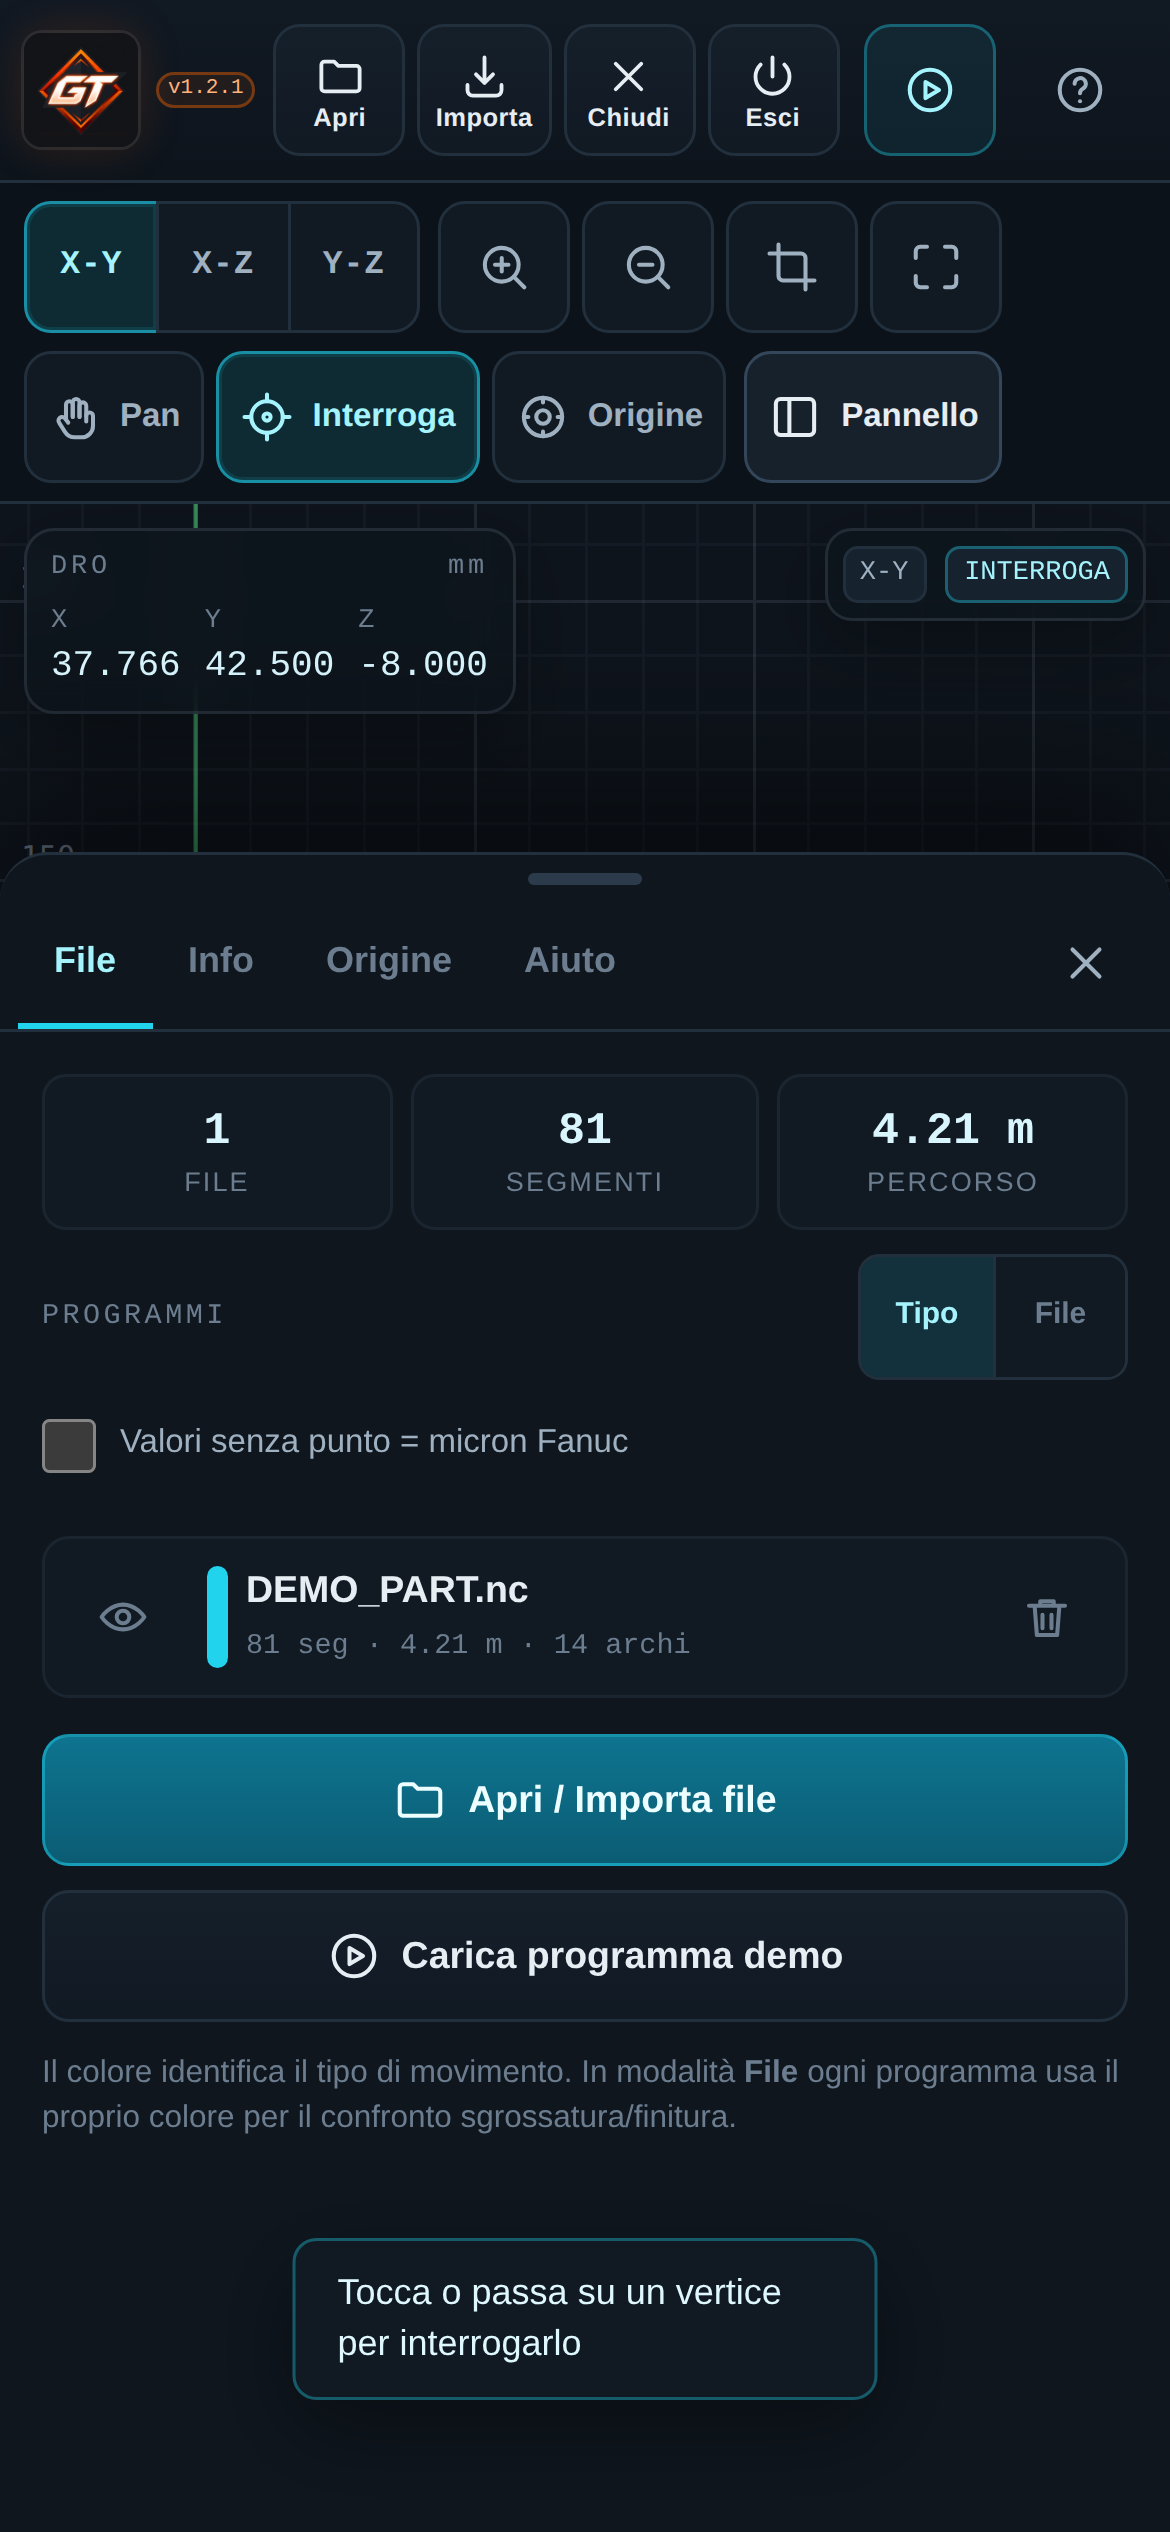 GT
v1.2.1
Apri
Importa
Chiudi
Esci
X-Y
X-Z
Y-Z
Pan
Interroga
Origine
Pannello
DRO
mm
X
Y
Z
37.766
42.500
-8.000
X-Y
INTERROGA
150
File
Info
Origine
Aiuto
1
FILE
81
SEGMENTI
4.21 m
PERCORSO
PROGRAMMI
Tipo
File
Valori senza punto = micron Fanuc
DEMO_PART.nc
81 seg · 4.21 m · 14 archi
Apri / Importa file
Carica programma demo
Il colore identifica il tipo di movimento. In modalità File ogni programma usa il
proprio colore per il confronto sgrossatura/finitura.
Tocca o passa su un vertice
per interrogarlo